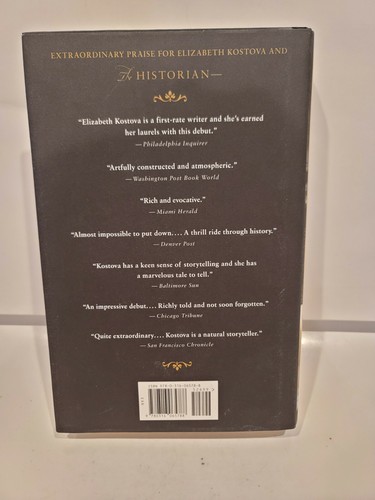 EXTRAORDINARY PRAISE FOR ELIZABETH KOSTOVA AND
The HISTORIAN—
“Elizabeth Kostova is a first-rate writer and she's earned
her laurels with this debut.”
—Philadelphia Inquirer
“Artfully constructed and atmospheric.”
—Washington Post Book World
“Rich and evocative.”
—Miami Herald
“Almost impossible to put down.... A thrill ride through history.”
—Denver Post
“Kostova has a keen sense of storytelling and she has
a marvelous tale to tell.”
—Baltimore Sun
“An impressive debut.... Richly told and not soon forgotten.”
—Chicago Tribune
“Quite extraordinary.... Kostova is a natural storyteller.”
—San Francisco Chronicle